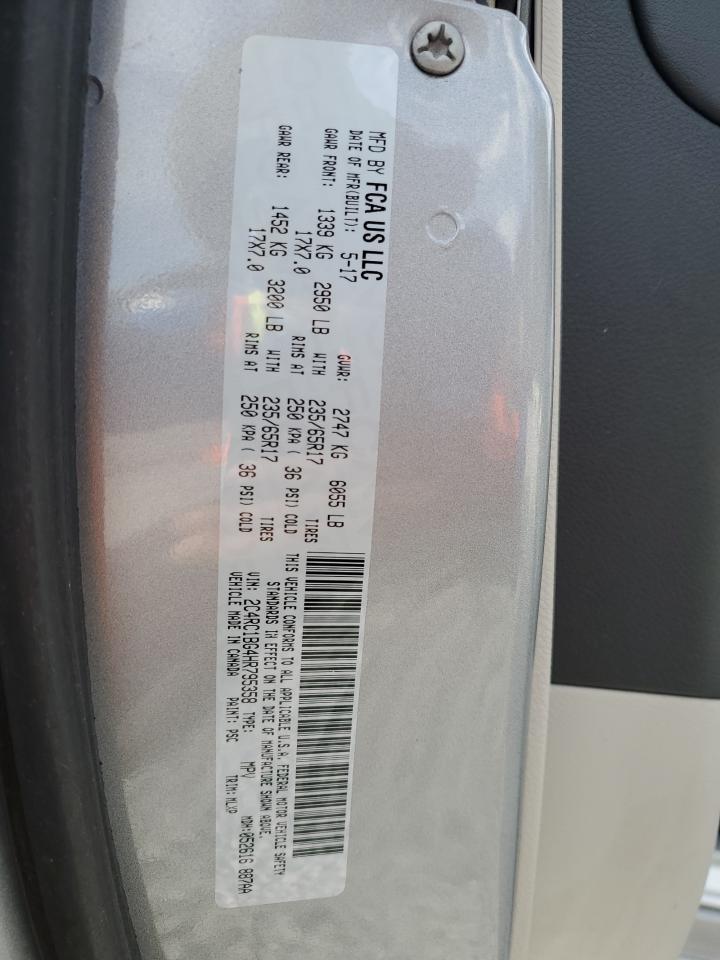 MFD BY FCA US LLC
DATE OF MFR(BUILT): 5-17 GVWR: 2747 KG 6055 LB
GAWR FRONT: 1339 KG 2950 LB WITH 235/65R17 TIRES
17X7.0 RIMS AT 250 KPA ( 36 PSI) COLD
GAWR REAR: 1452 KG 3200 LB WITH 235/65R17 TIRES
17X7.0 RIMS AT 250 KPA ( 36 PSI) COLD
THIS VEHICLE CONFORMS TO ALL APPLICABLE U.S.A. FEDERAL MOTOR VEHICLE SAFETY
STANDARDS IN EFFECT ON THE DATE OF MANUFACTURE SHOWN ABOVE.
VIN: 2C4RC1BG4HR795358 TYPE: MPV MDH:052616 887AA
VEHICLE MADE IN CANADA PAINT: PSC TRIM: